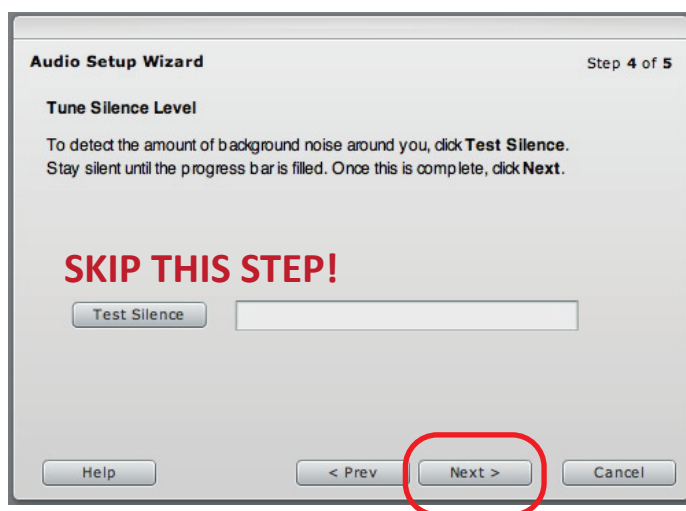 Audio Setup Wizard
Step 4 of 5
Tune Silence Level
To detect the amount of background noise around you, click Test Silence.
Stay silent until the progress bar is filled. Once this is complete, click Next.
SKIP THIS STEP!
Test Silence
Help
< Prev
Next >
Cancel